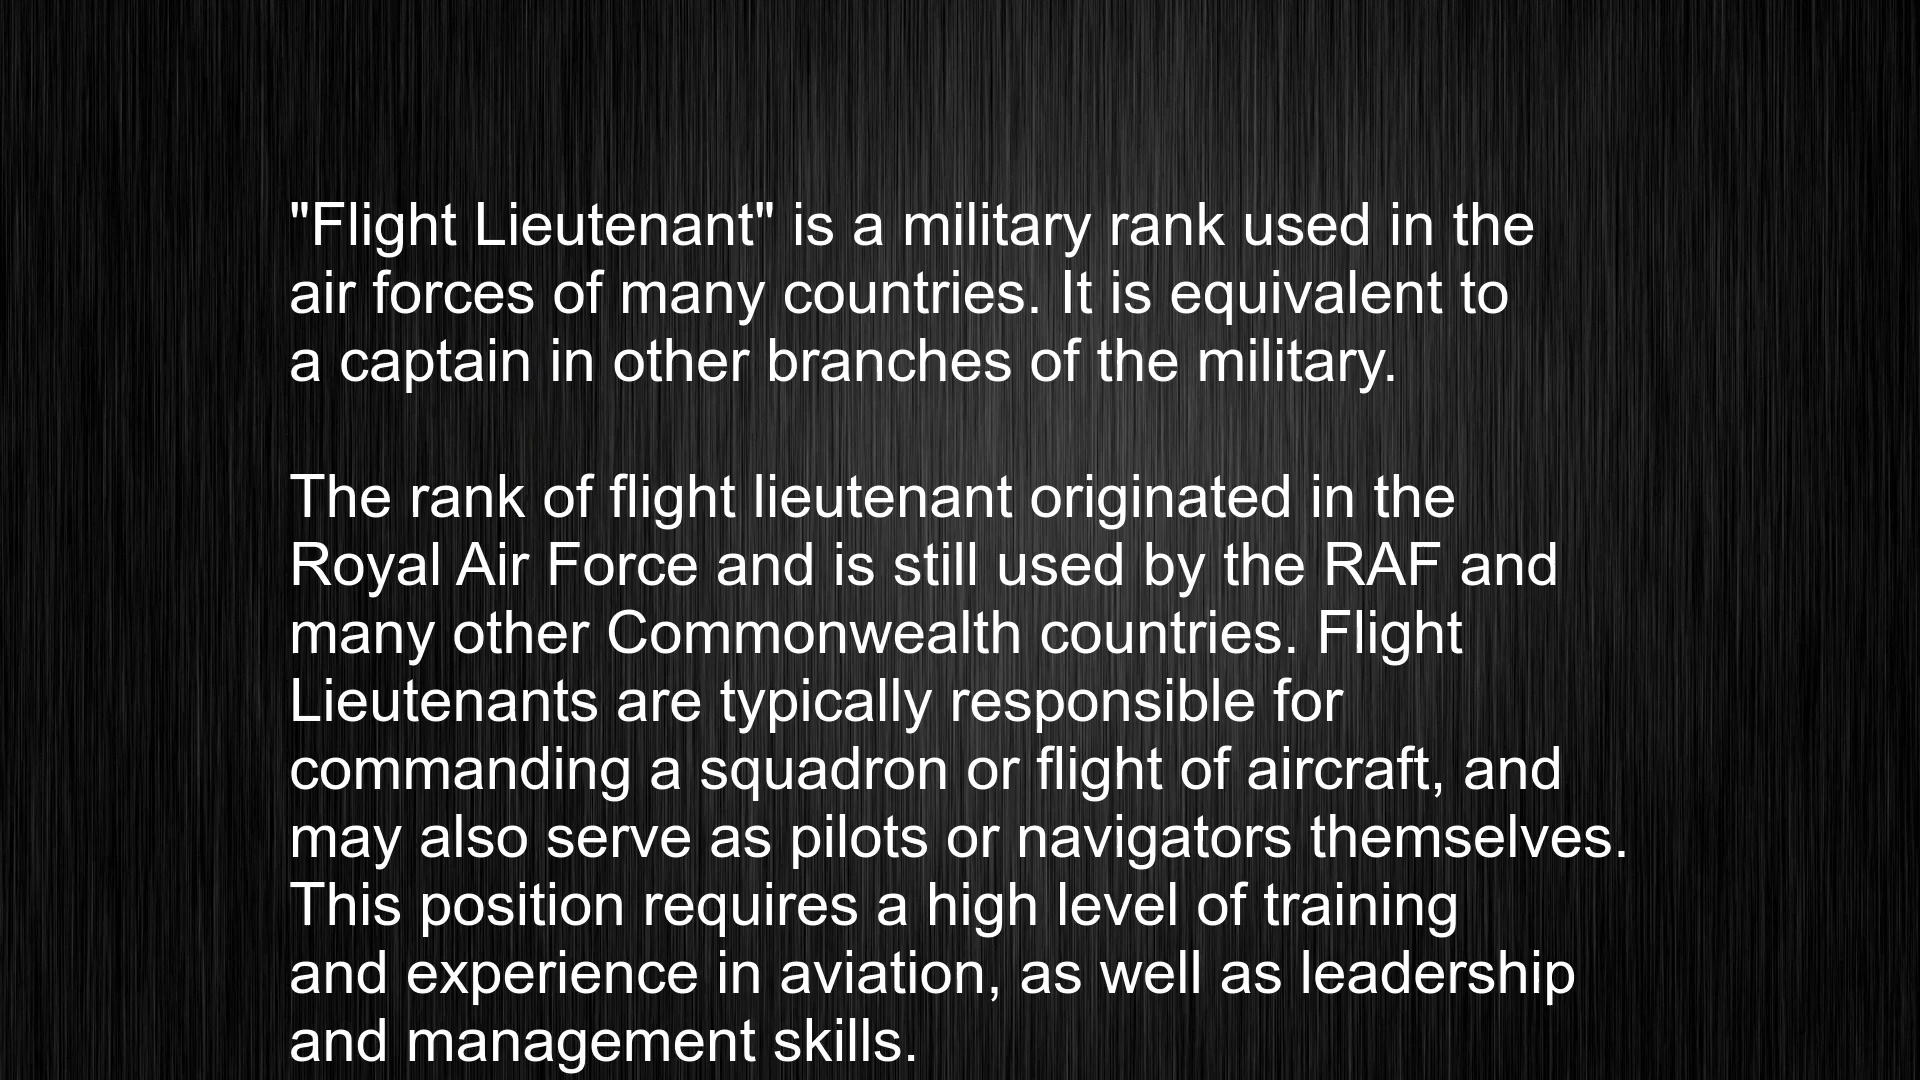 "Flight Lieutenant" is a military rank used in the
air forces of many countries. It is equivalent to
a captain in other branches of the military.
The rank of flight lieutenant originated in the
Royal Air Force and is still used by the RAF and
many other Commonwealth countries. Flight
Lieutenants are typically responsible for
commanding a squadron or flight of aircraft, and
may also serve as pilots or navigators themselves.
This position requires a high level of training
and experience in aviation, as well as leadership
and management skills.